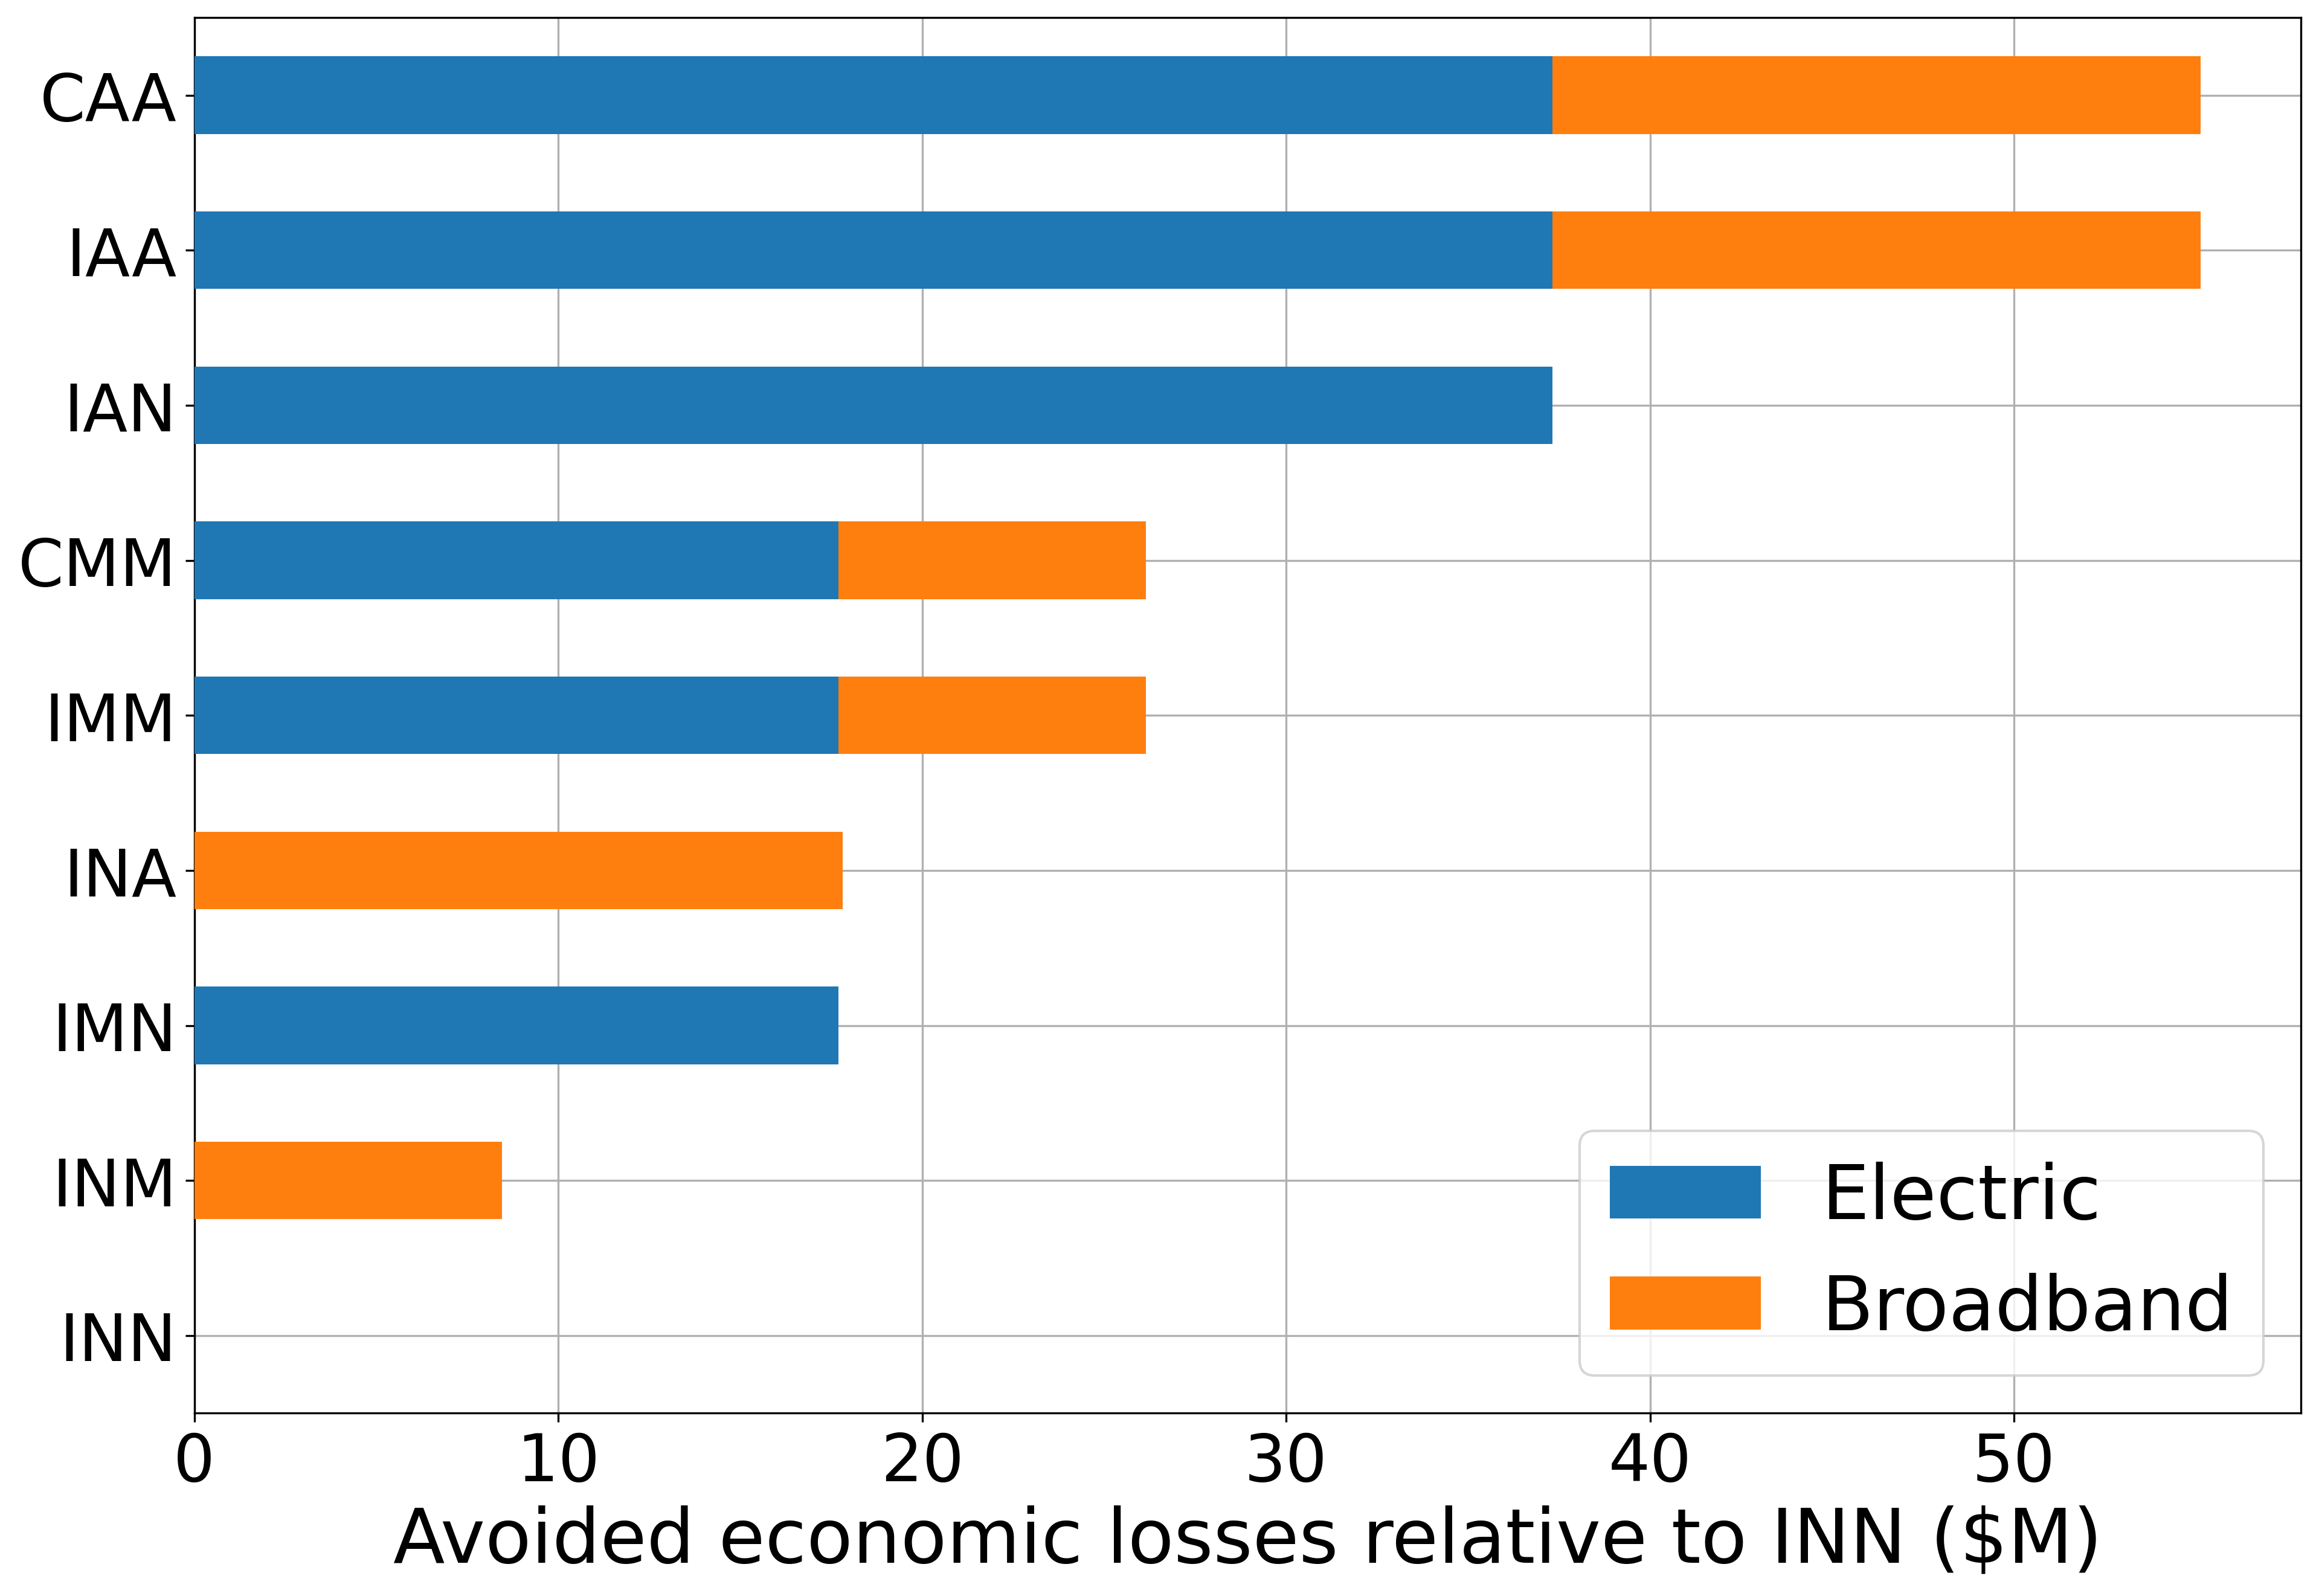 CAA
IAA
IAN
CMM
IMM
INA
IMN
INM
INN
Electric
Broadband
0 10 20 30 40 50
Avoided economic losses relative to INN ($M)